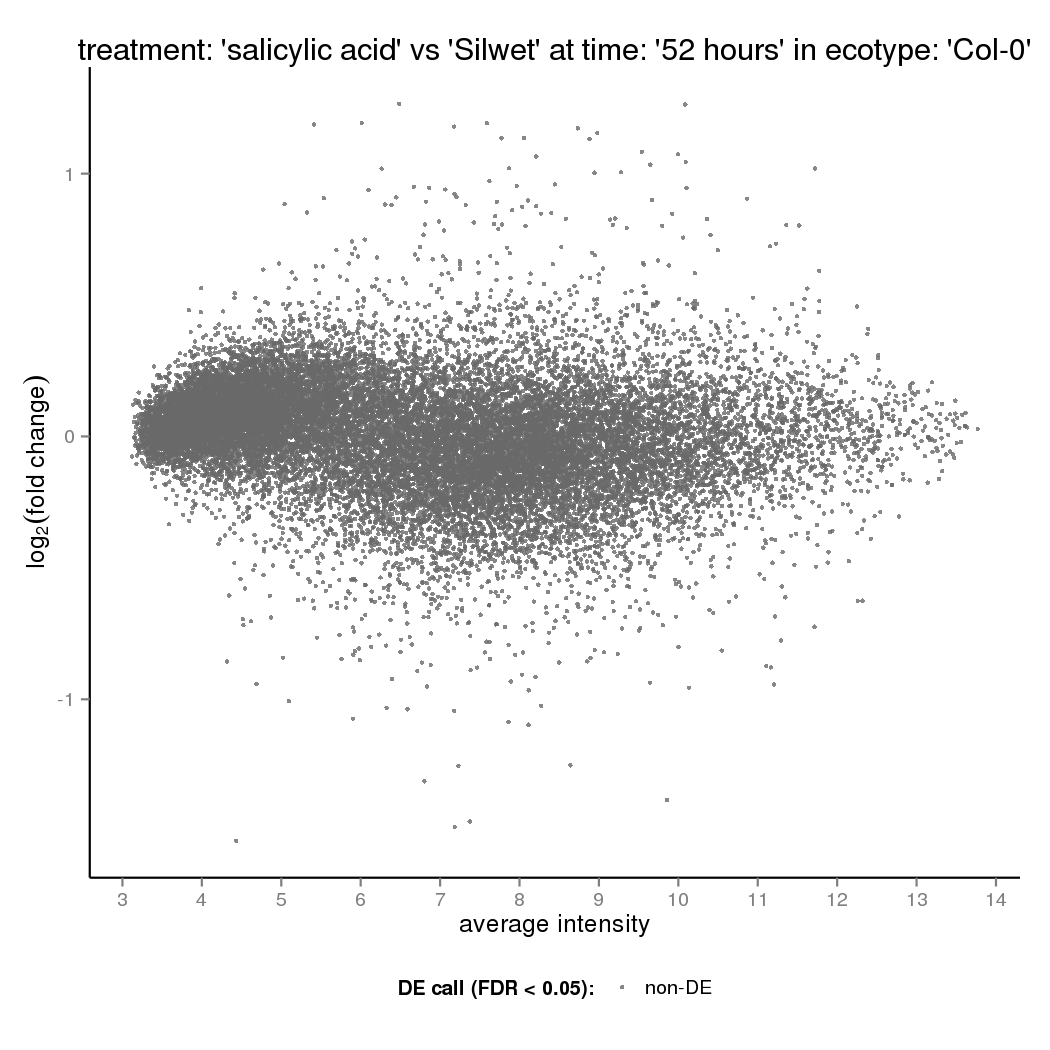 treatment: 'salicylic acid' vs 'Silwet' at time: '52 hours' in ecotype: 'Col-0'
log₂(fold change)
1
0
-1
3 4 5 6 7 8 9 10 11 12 13 14
average intensity
DE call (FDR < 0.05): non-DE